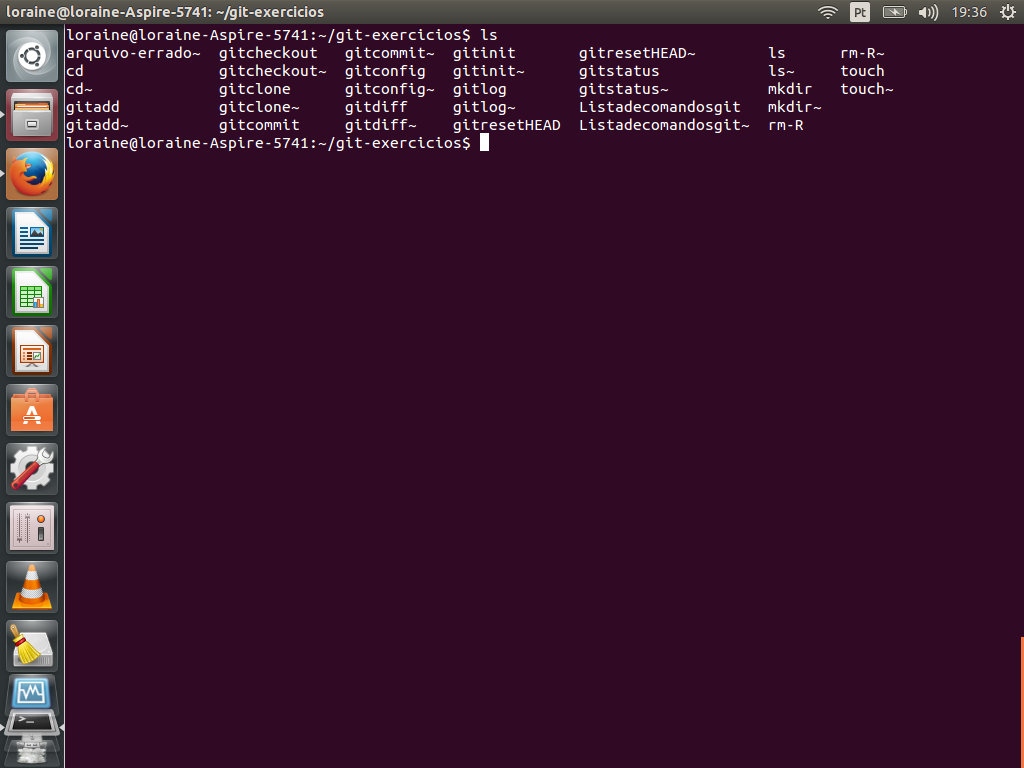 loraine@loraine-Aspire-5741: ~/git-exercicios Pt 19:36
loraine@loraine-Aspire-5741:~/git-exercicios$ ls
arquivo-errado~ gitcheckout gitcommit~ gitinit gitresetHEAD~ ls rm-R~
cd gitcheckout~ gitconfig gitinit~ gitstatus ls~ touch
cd~ gitclone gitconfig~ gitlog gitstatus~ mkdir touch~
gitadd gitclone~ gitdiff gitlog~ Listadecomandosgit mkdir~
gitadd~ gitcommit gitdiff~ gitresetHEAD Listadecomandosgit~ rm-R
loraine@loraine-Aspire-5741:~/git-exercicios$